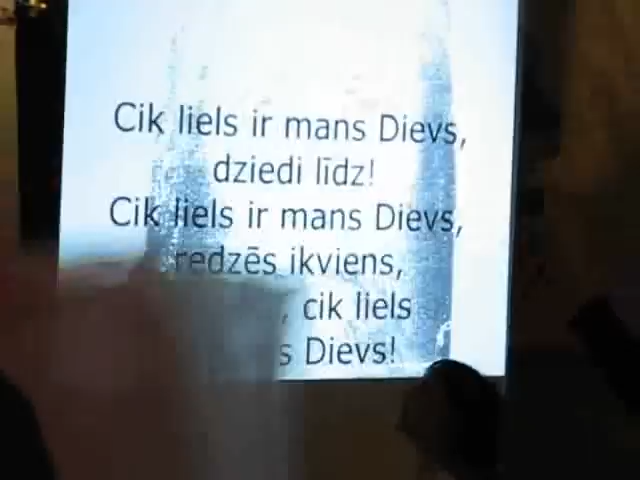 Cik liels ir mans Dievs,
dziedi līdz!
Cik liels ir mans Dievs,
redzēs ikviens,
, cik liels
s Dievs!